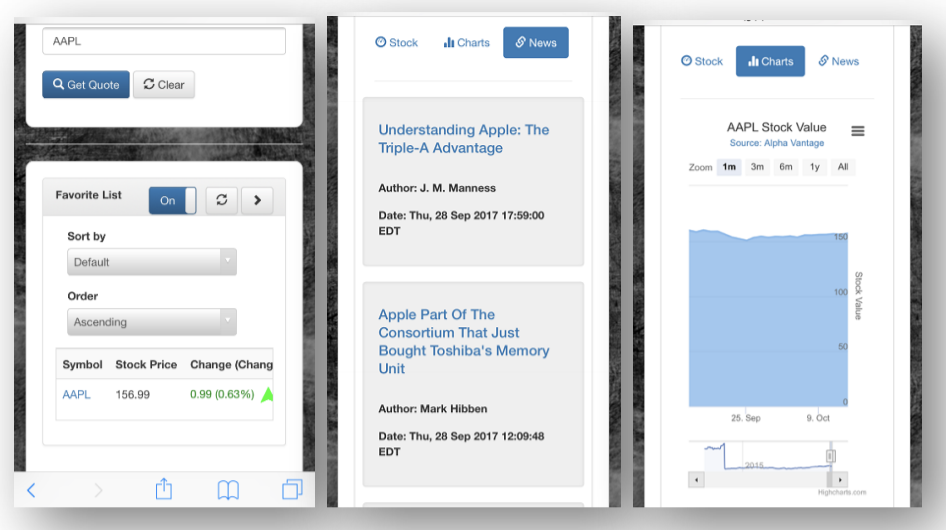 AAPL
Get Quote
Clear
Favorite List
On
Sort by
Default
Order
Ascending
Symbol Stock Price Change (Chang
AAPL 156.99 0.99 (0.63%)
Stock Charts News
Understanding Apple: The
Triple-A Advantage
Author: J. M. Manness
Date: Thu, 28 Sep 2017 17:59:00
EDT
Apple Part Of The
Consortium That Just
Bought Toshiba's Memory
Unit
Author: Mark Hibben
Date: Thu, 28 Sep 2017 12:09:48
EDT
Stock Charts News
AAPL Stock Value
Source: Alpha Vantage
Zoom 1m 3m 6m 1y All
150
100
50
0
Stock Value
25. Sep 9. Oct
2015
Highcharts.com